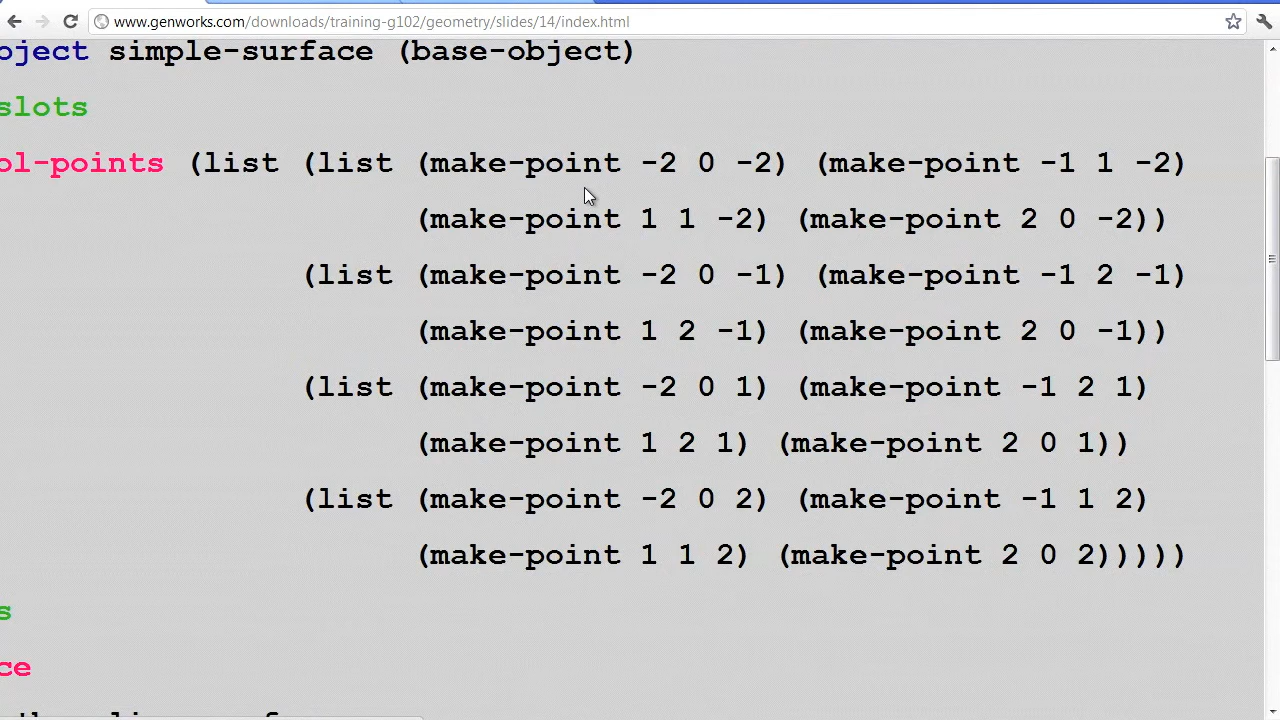 www.genworks.com/downloads/training-g102/geometry/slides/14/index.html
oject simple-surface (base-object)
slots
ol-points (list (list (make-point -2 0 -2) (make-point -1 1 -2)
(make-point 1 1 -2) (make-point 2 0 -2))
(list (make-point -2 0 -1) (make-point -1 2 -1)
(make-point 1 2 -1) (make-point 2 0 -1))
(list (make-point -2 0 1) (make-point -1 2 1)
(make-point 1 2 1) (make-point 2 0 1))
(list (make-point -2 0 2) (make-point -1 1 2)
(make-point 1 1 2) (make-point 2 0 2)))))
s
ce